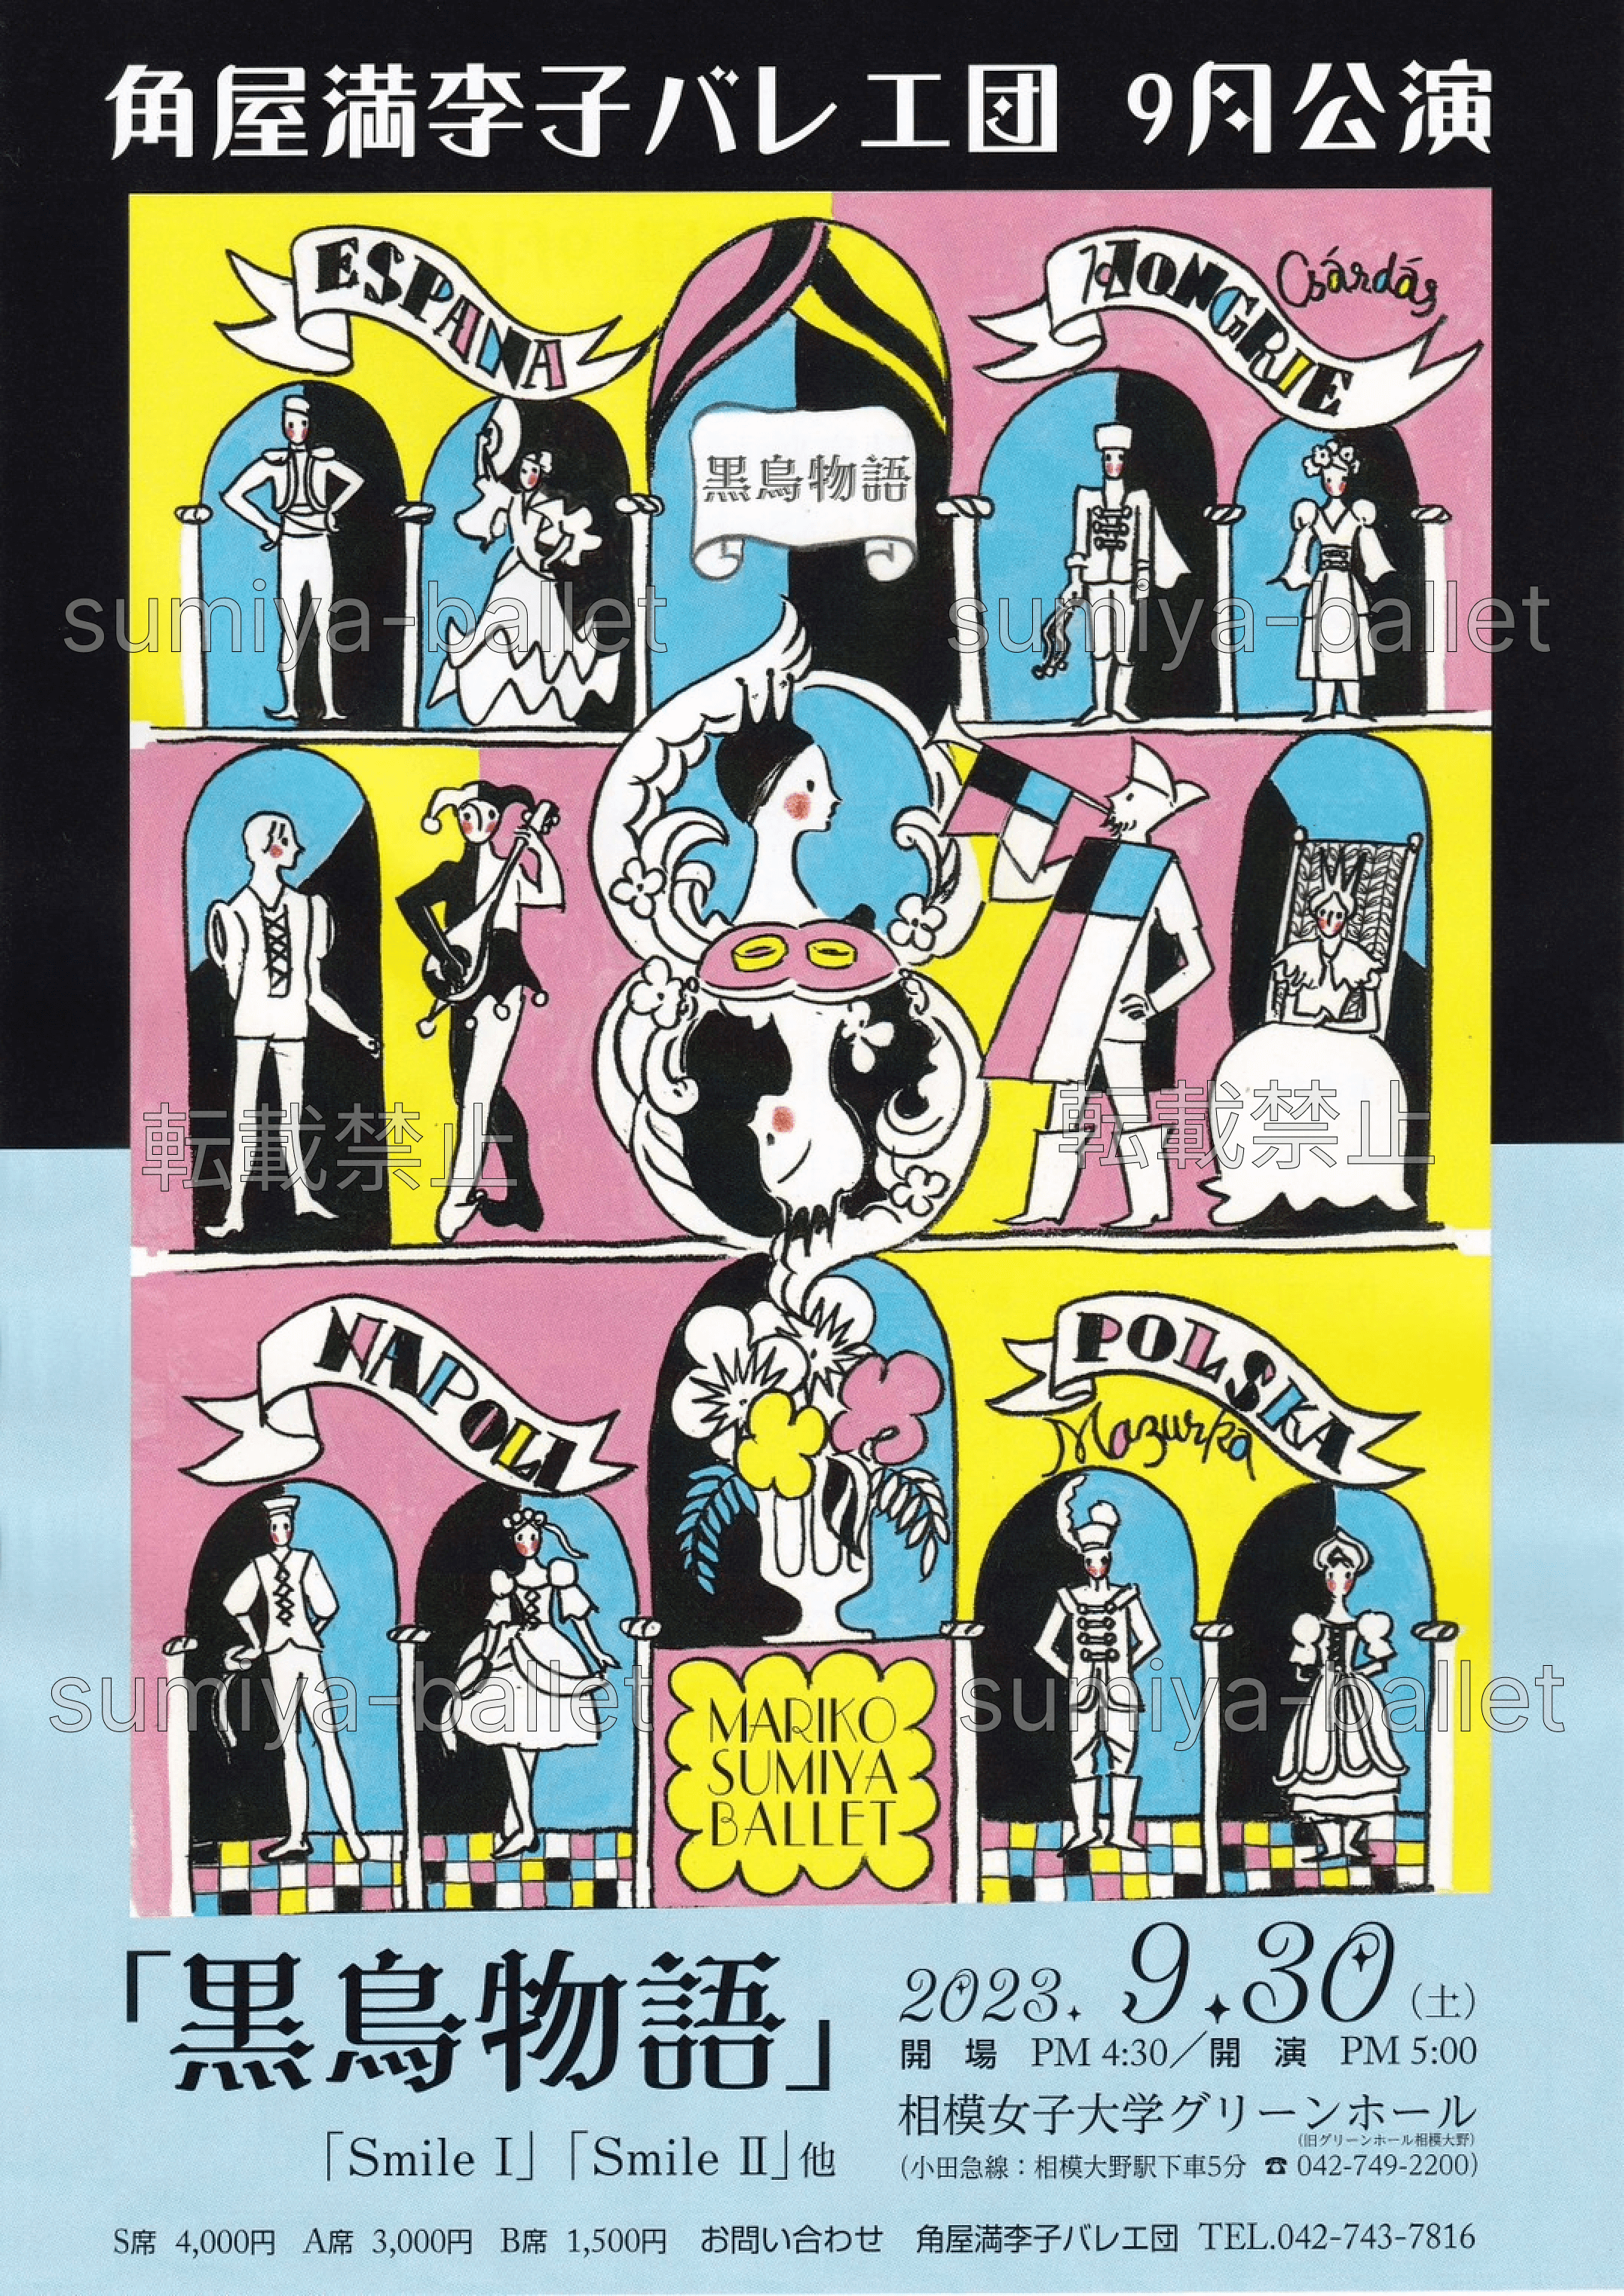 角屋満李子バレエ団 9月公演
ESPANA
HONGRIE
Csárdás
黒鳥物語
sumiya-ballet
sumiya-ballet
転載禁止
転載禁止
NAPOLI
POLSKA
Mazurka
sumiya-ballet
sumiya-ballet
MARIKO
SUMIYA
BALLET
「黒鳥物語」
2023. 9.30（土）
開 場 PM 4:30／開 演 PM 5:00
相模女子大学グリーンホール
(旧グリーンホール相模大野)
「Smile I」「Smile II」他
(小田急線：相模大野駅下車5分 ☎ 042-749-2200)
S席 4,000円 A席 3,000円 B席 1,500円 お問い合わせ 角屋満李子バレエ団 TEL.042-743-7816